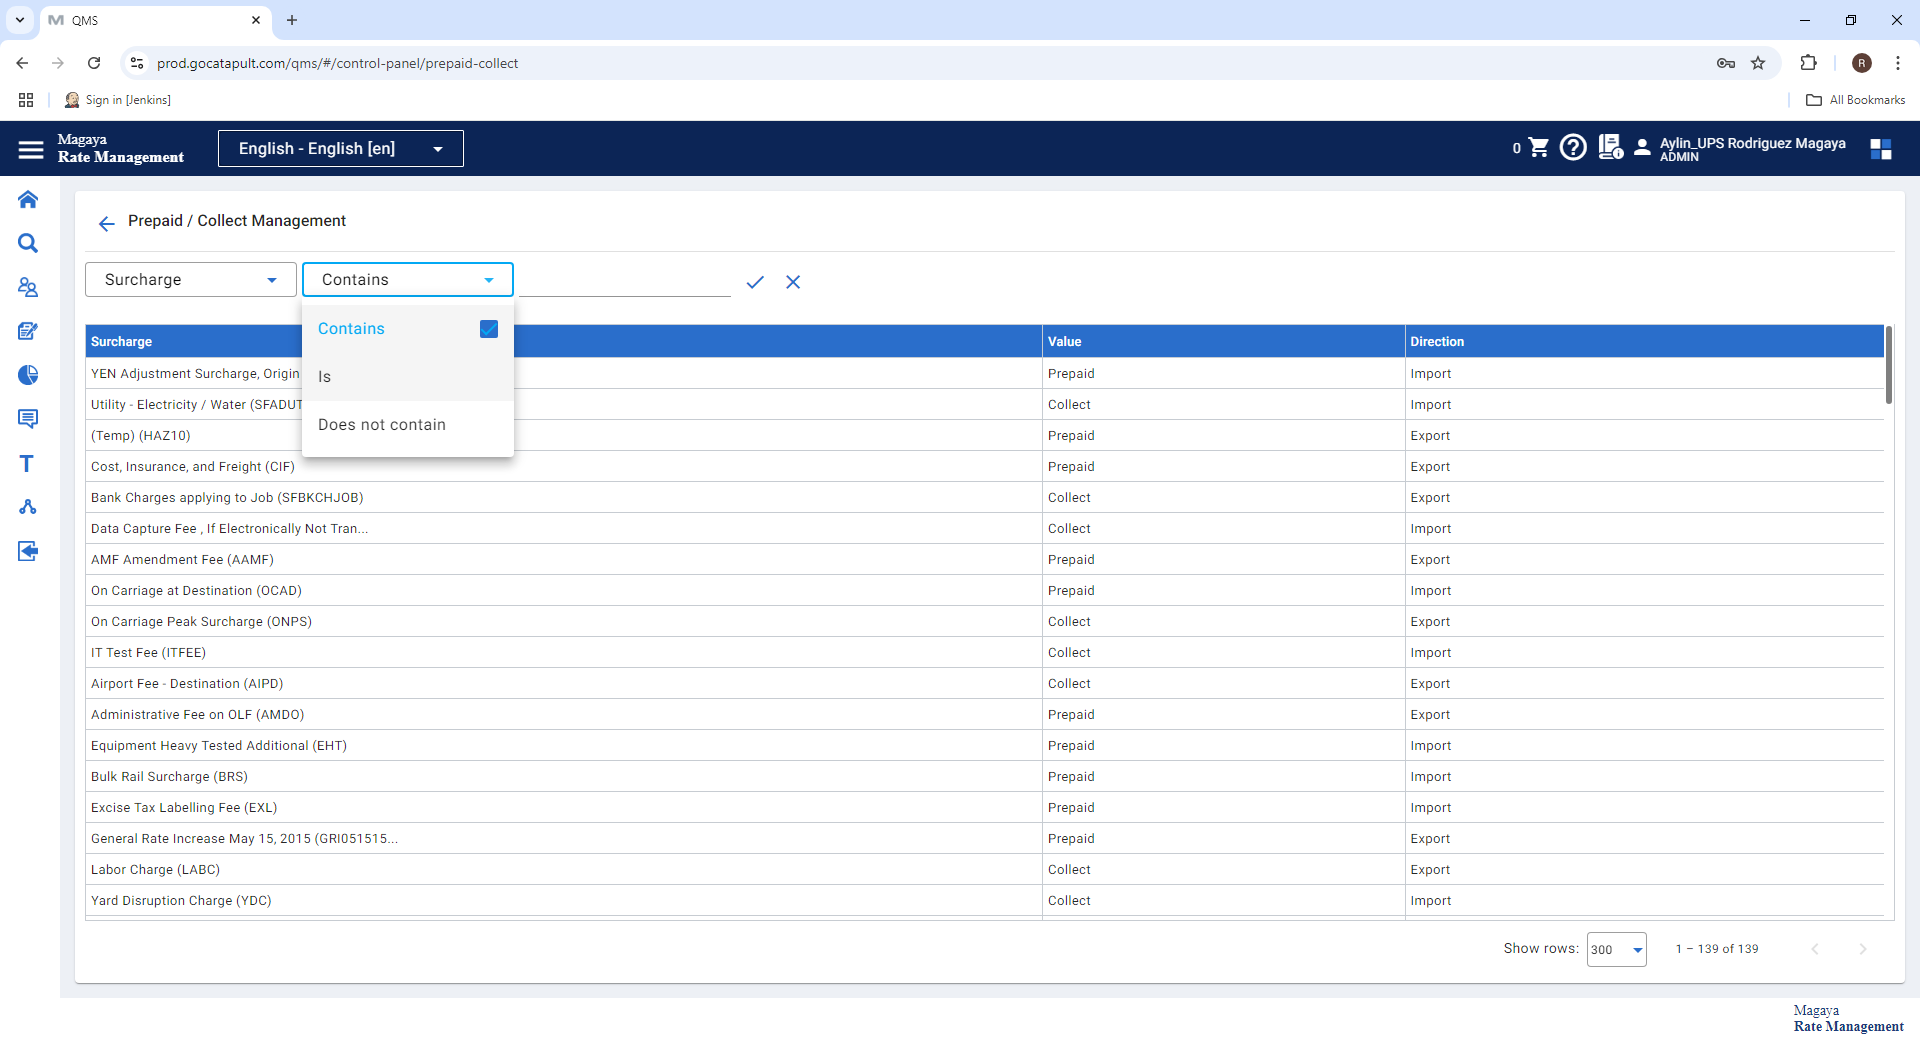 QMS
prod.gocatapult.com/qms/#/control-panel/prepaid-collect
R
Sign in [Jenkins]
All Bookmarks
Magaya
Rate Management
English - English [en]
0
Aylin_UPS Rodriguez Magaya
ADMIN
Prepaid / Collect Management
Surcharge
Contains
Contains
Is
Does not contain
Surcharge Value Direction
YEN Adjustment Surcharge, Origin Prepaid Import
Utility - Electricity / Water (SFADUT Collect Import
(Temp) (HAZ10) Prepaid Export
Cost, Insurance, and Freight (CIF) Prepaid Export
Bank Charges applying to Job (SFBKCHJOB) Collect Export
Data Capture Fee , If Electronically Not Tran... Collect Import
AMF Amendment Fee (AAMF) Prepaid Export
On Carriage at Destination (OCAD) Prepaid Import
On Carriage Peak Surcharge (ONPS) Collect Export
IT Test Fee (ITFEE) Collect Import
Airport Fee - Destination (AIPD) Collect Export
Administrative Fee on OLF (AMDO) Prepaid Export
Equipment Heavy Tested Additional (EHT) Prepaid Import
Bulk Rail Surcharge (BRS) Prepaid Import
Excise Tax Labelling Fee (EXL) Prepaid Import
General Rate Increase May 15, 2015 (GRI051515... Prepaid Export
Labor Charge (LABC) Collect Export
Yard Disruption Charge (YDC) Collect Import
Show rows: 300 1 – 139 of 139
Magaya
Rate Management